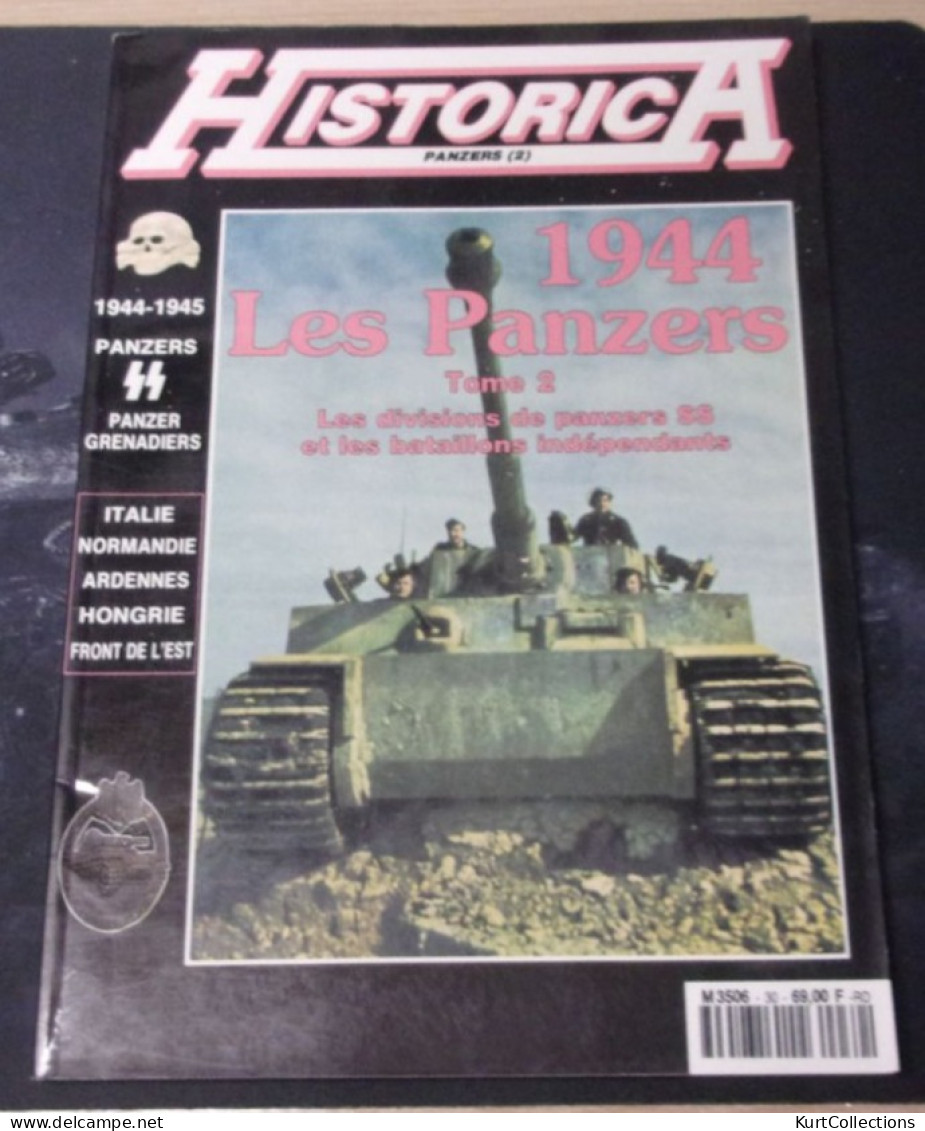 HISTORICA
PANZERS (2)
1944
Les Panzers
Tome 2
Les divisions de panzers SS
et les bataillons indépendants
1944-1945
PANZERS
SS
PANZER
GRENADIERS
ITALIE
NORMANDIE
ARDENNES
HONGRIE
FRONT DE L'EST
M 3506 - 30 - 69,00 F -RD
www.delcampe.net
KurtCollections